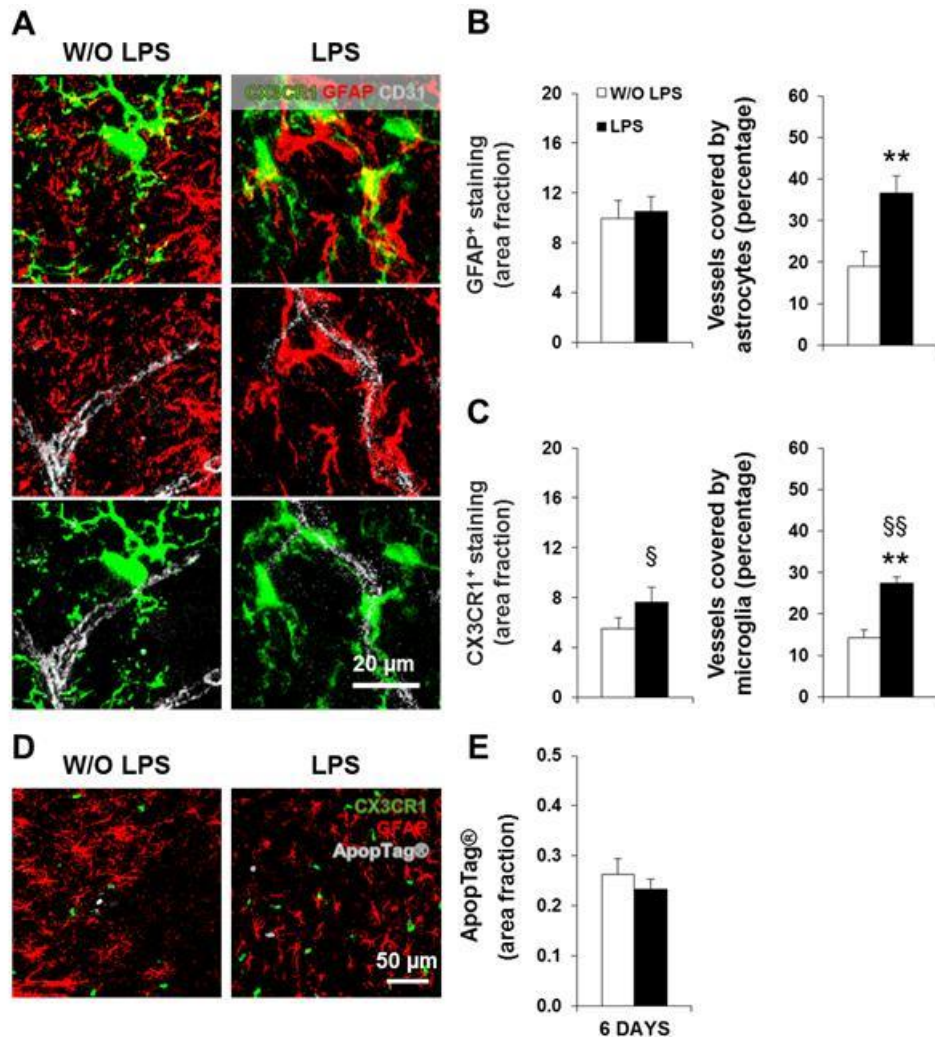 A
W/O LPS
LPS
CX3CR1 GFAP CD31
20 µm
B
GFAP⁺ staining
(area fraction)
20
16
12
8
4
0
W/O LPS
LPS
Vessels covered by
astrocytes (percentage)
60
50
40
30
20
10
0
**
C
CX3CR1⁺ staining
(area fraction)
20
16
12
8
4
0
§
Vessels covered by
microglia (percentage)
60
50
40
30
20
10
0
§§
**
D
W/O LPS
LPS
CX3CR1
GFAP
ApopTag®
50 µm
E
ApopTag®
(area fraction)
0.5
0.4
0.3
0.2
0.1
0.0
6 DAYS